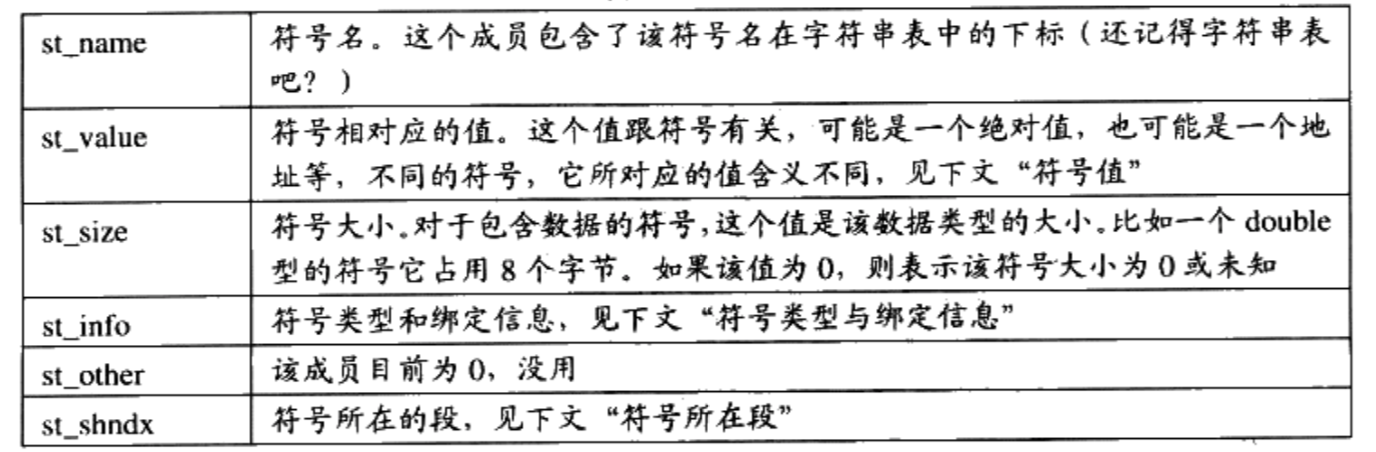 st_name
符号名。这个成员包含了该符号名在字符串表中的下标（还记得字符串表
吧？）
st_value
符号相对应的值。这个值跟符号有关，可能是一个绝对值，也可能是一个地
址等，不同的符号，它所对应的值含义不同，见下文“符号值”
st_size
符号大小。对于包含数据的符号，这个值是该数据类型的大小。比如一个 double
型的符号它占用 8 个字节。如果该值为 0，则表示该符号大小为 0 或未知
st_info
符号类型和绑定信息，见下文“符号类型与绑定信息”
st_other
该成员目前为 0，没用
st_shndx
符号所在的段，见下文“符号所在段”